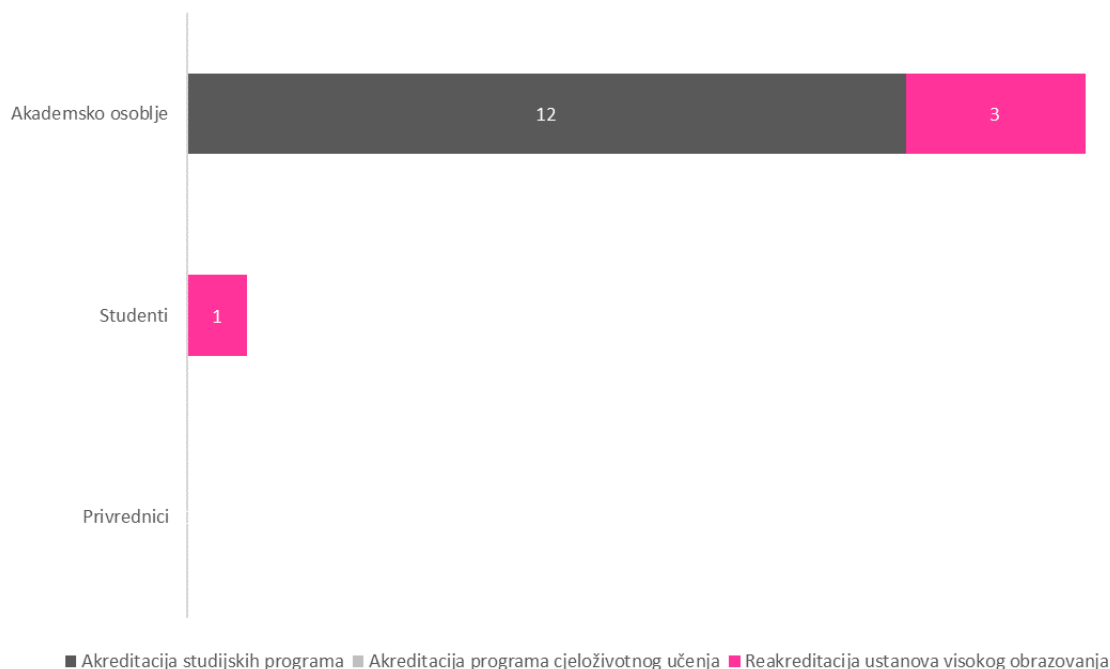 Akademsko osoblje
12
3
Studenti
1
Privrednici
Akreditacija studijskih programa
Akreditacija programa cjeloživotnog učenja
Reakreditacija ustanova visokog obrazovanja